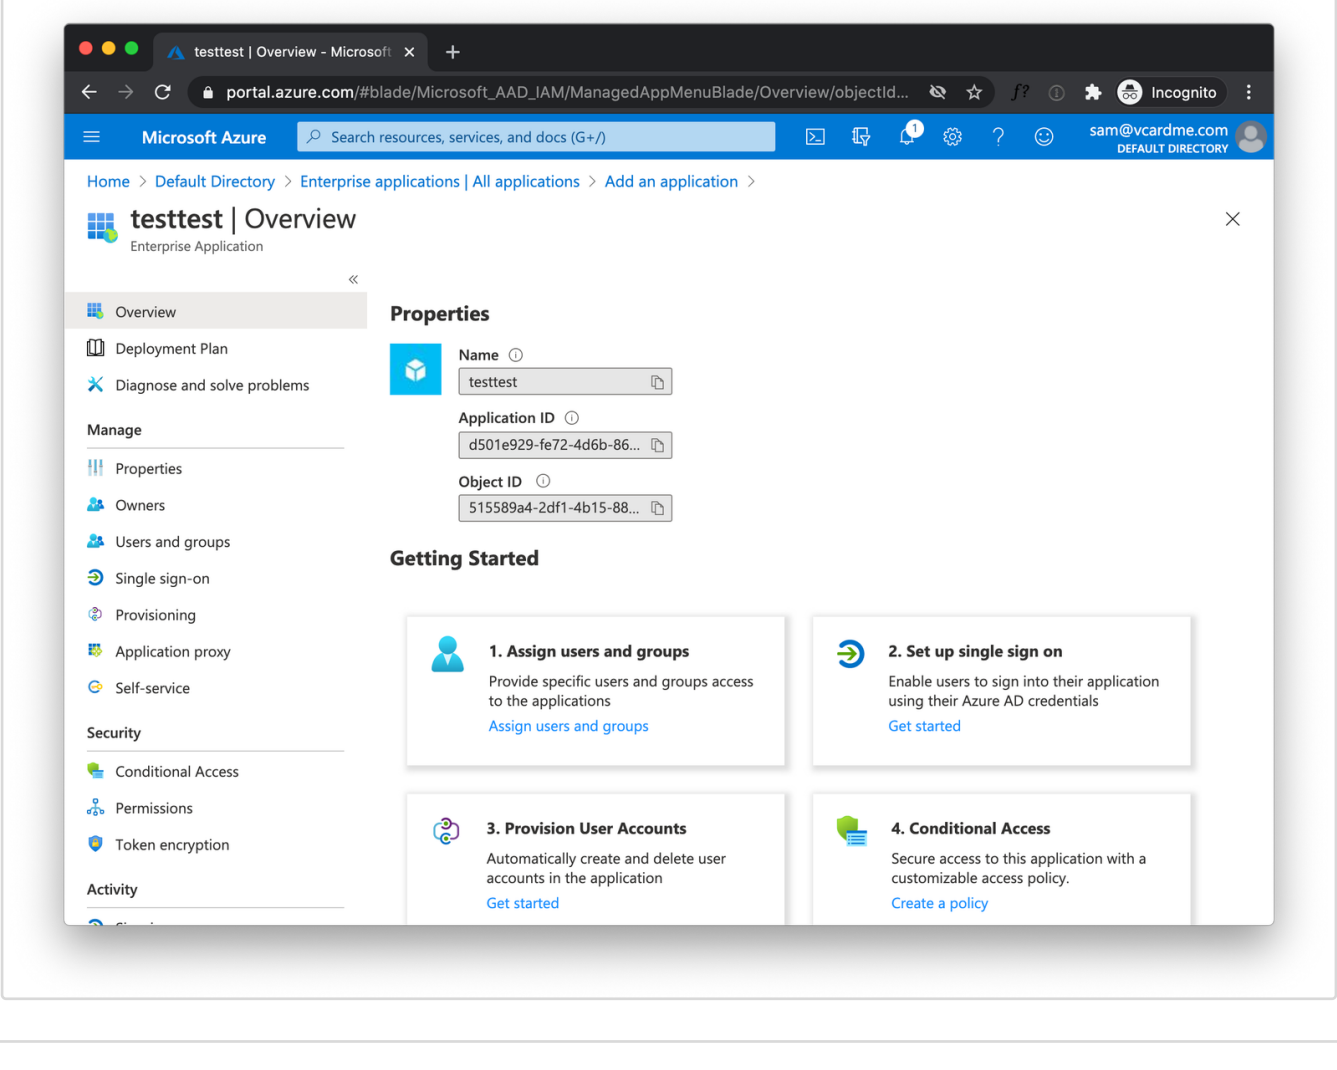 testtest | Overview - Microsoft
portal.azure.com/#blade/Microsoft_AAD_IAM/ManagedAppMenuBlade/Overview/objectId...
f?
Incognito
Microsoft Azure
Search resources, services, and docs (G+/)
1
sam@vcardme.com
DEFAULT DIRECTORY
Home > Default Directory > Enterprise applications | All applications > Add an application >
testtest | Overview
Enterprise Application
«
Overview
Deployment Plan
Diagnose and solve problems
Manage
Properties
Owners
Users and groups
Single sign-on
Provisioning
Application proxy
Self-service
Security
Conditional Access
Permissions
Token encryption
Activity
Properties
Name
testtest
Application ID
d501e929-fe72-4d6b-86...
Object ID
515589a4-2df1-4b15-88...
Getting Started
1. Assign users and groups
Provide specific users and groups access
to the applications
Assign users and groups
2. Set up single sign on
Enable users to sign into their application
using their Azure AD credentials
Get started
3. Provision User Accounts
Automatically create and delete user
accounts in the application
Get started
4. Conditional Access
Secure access to this application with a
customizable access policy.
Create a policy